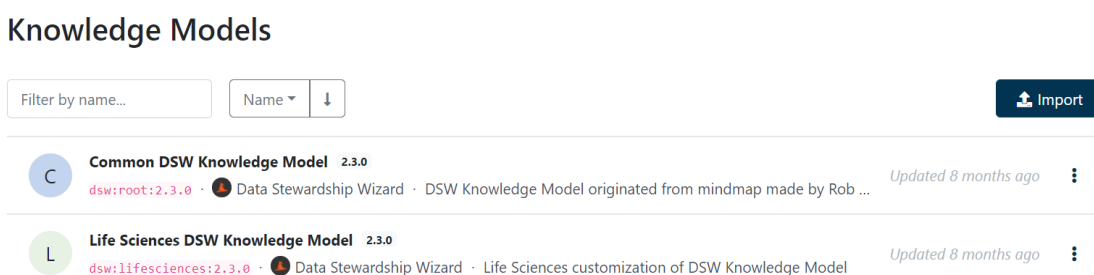 Knowledge Models
Filter by name... Name Import
C Common DSW Knowledge Model 2.3.0
dsw:root:2.3.0 · Data Stewardship Wizard · DSW Knowledge Model originated from mindmap made by Rob ... Updated 8 months ago
L Life Sciences DSW Knowledge Model 2.3.0
dsw:lifesciences:2.3.0 · Data Stewardship Wizard · Life Sciences customization of DSW Knowledge Model Updated 8 months ago